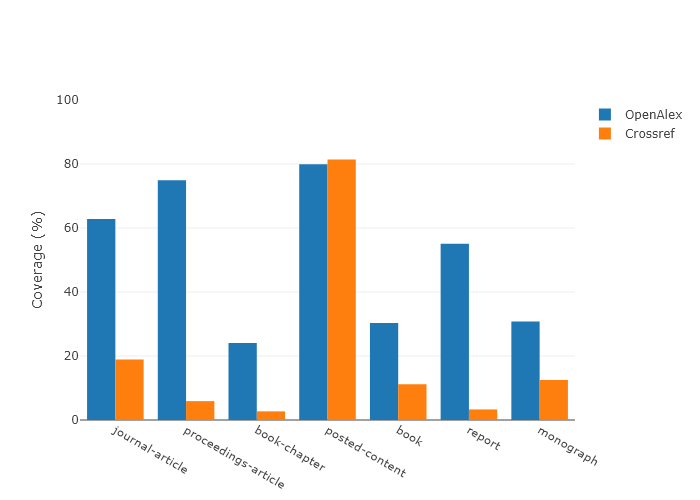 100
80
60
40
20
0
Coverage (%)
journal-article
proceedings-article
book-chapter
posted-content
book
report
monograph
OpenAlex
Crossref